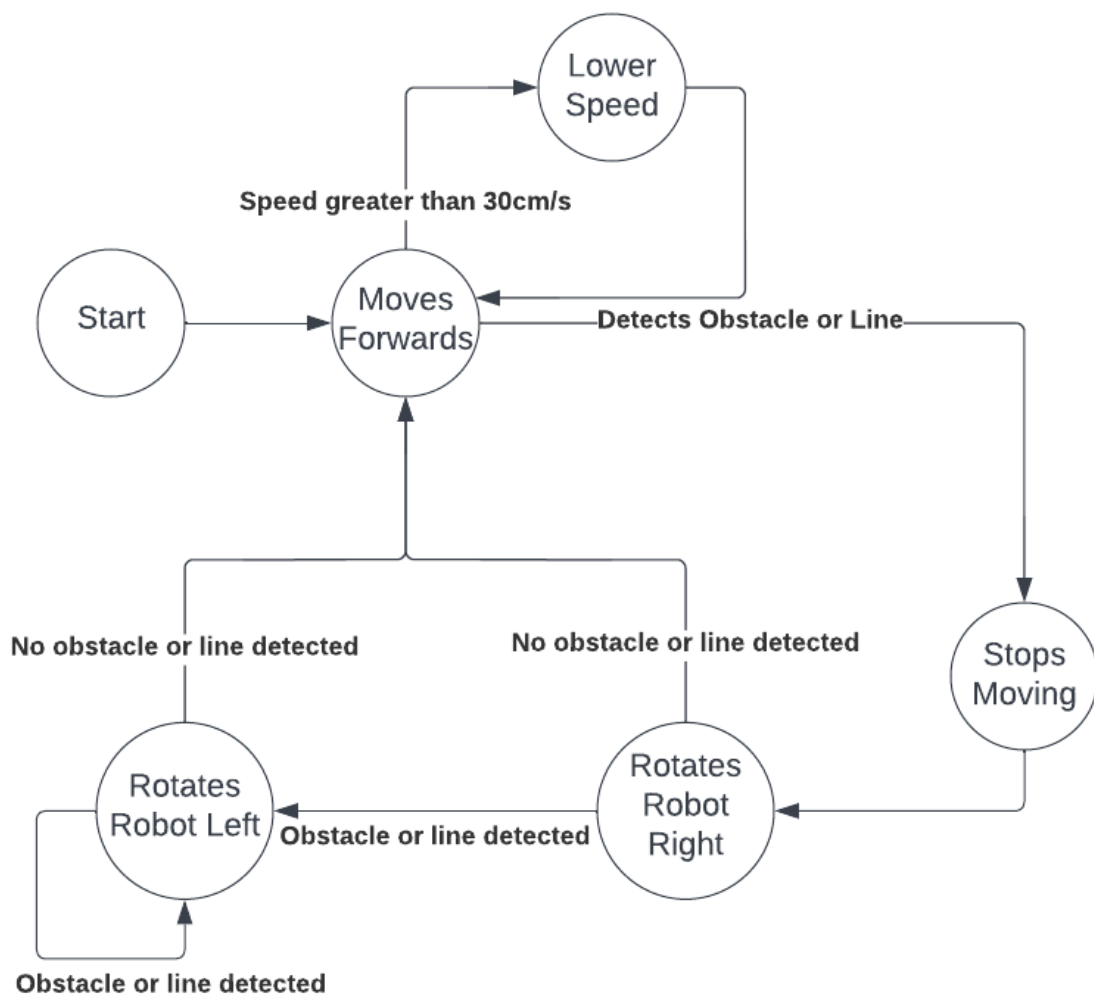 Lower
Speed
Speed greater than 30cm/s
Start
Moves
Forwards
Detects Obstacle or Line
No obstacle or line detected
No obstacle or line detected
Stops
Moving
Rotates
Robot Left
Obstacle or line detected
Rotates
Robot
Right
Obstacle or line detected